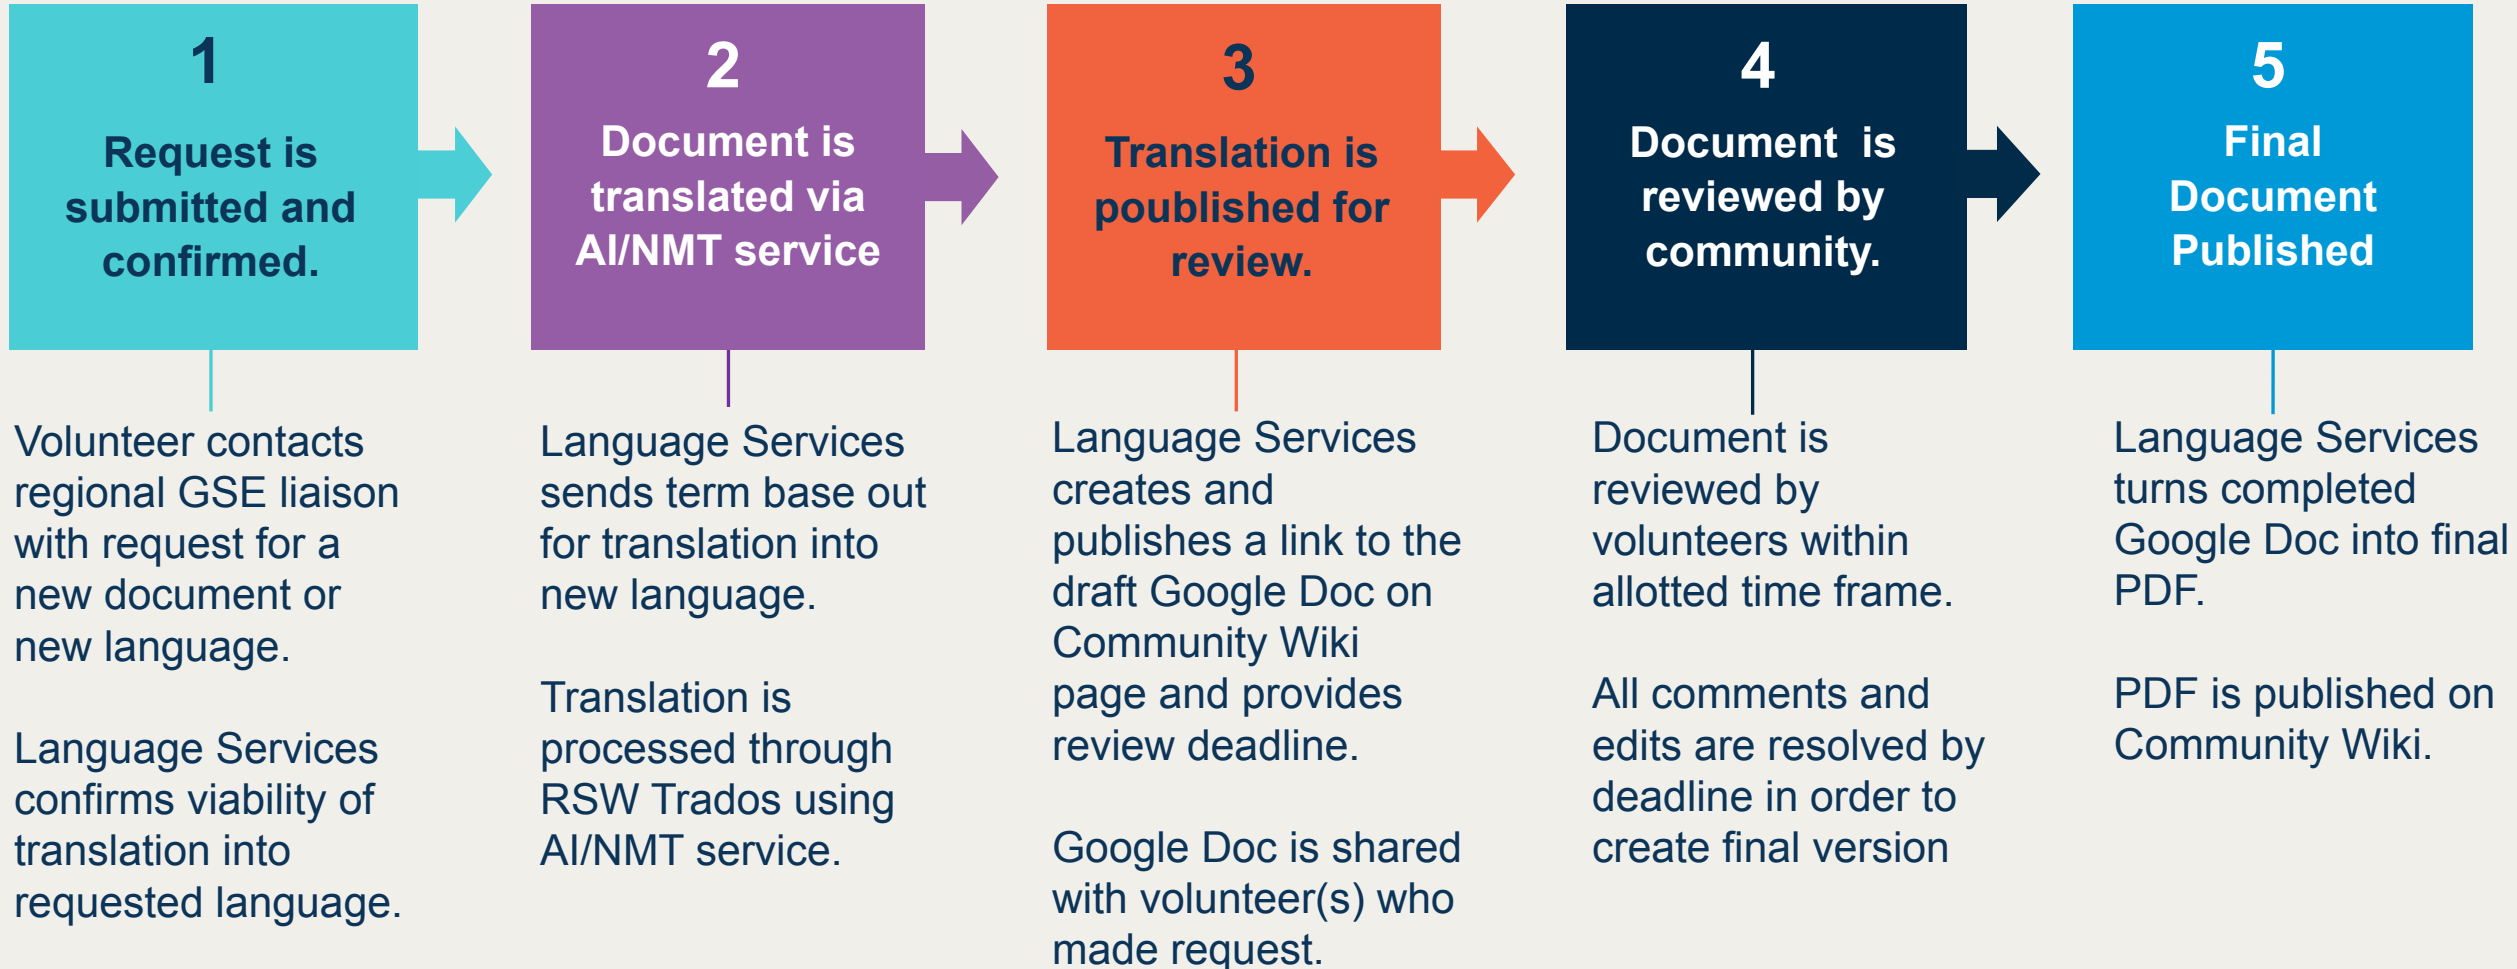 1
Request is
submitted and
confirmed.
Volunteer contacts
regional GSE liaison
with request for a
new document or
new language.
Language Services
confirms viability of
translation into
requested language.
2
Document is
translated via
AI/NMT service
Language Services
sends term base out
for translation into
new language.
Translation is
processed through
RSW Trados using
AI/NMT service.
3
Translation is
poublished for
review.
Language Services
creates and
publishes a link to the
draft Google Doc on
Community Wiki
page and provides
review deadline.
Google Doc is shared
with volunteer(s) who
made request.
4
Document  is
reviewed by
community.
Document is
reviewed by
volunteers within
allotted time frame.
All comments and
edits are resolved by
deadline in order to
create final version
5
Final
Document
Published
Language Services
turns completed
Google Doc into final
PDF.
PDF is published on
Community Wiki.